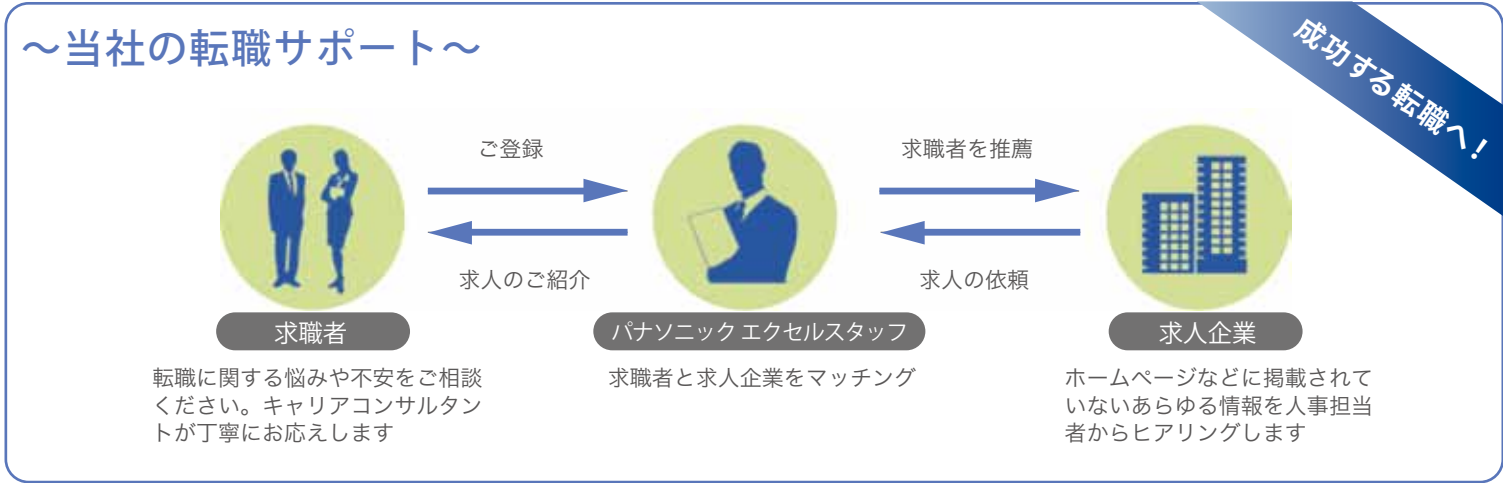 ～当社の転職サポート～
成功する転職へ！
ご登録
求職者を推薦
求人のご紹介
求人の依頼
求職者
パナソニック エクセルスタッフ
求人企業
転職に関する悩みや不安をご相談
ください。キャリアコンサルタン
トが丁寧にお応えします
求職者と求人企業をマッチング
ホームページなどに掲載されて
いないあらゆる情報を人事担当
者からヒアリングします